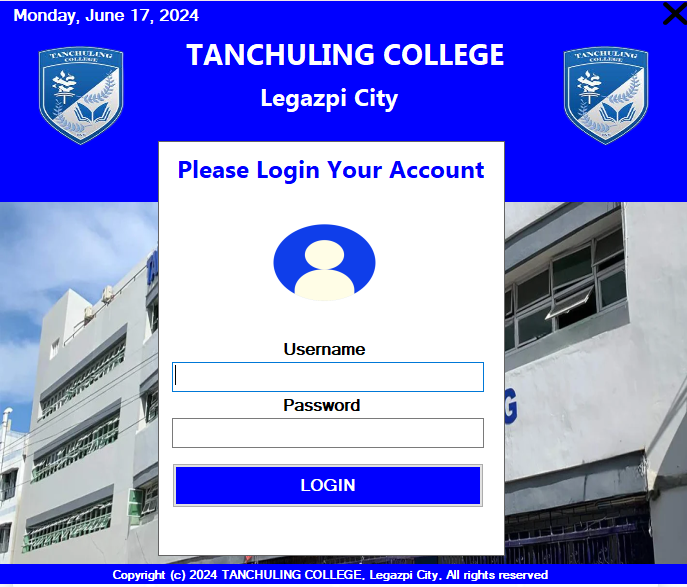 Monday, June 17, 2024
TANCHULING COLLEGE
Legazpi City
TANCHULING
COLLEGE
TANCHULING
COLLEGE
Please Login Your Account
Username
Password
LOGIN
G
Copyright (c) 2024 TANCHULING COLLEGE, Legazpi City, All rights reserved